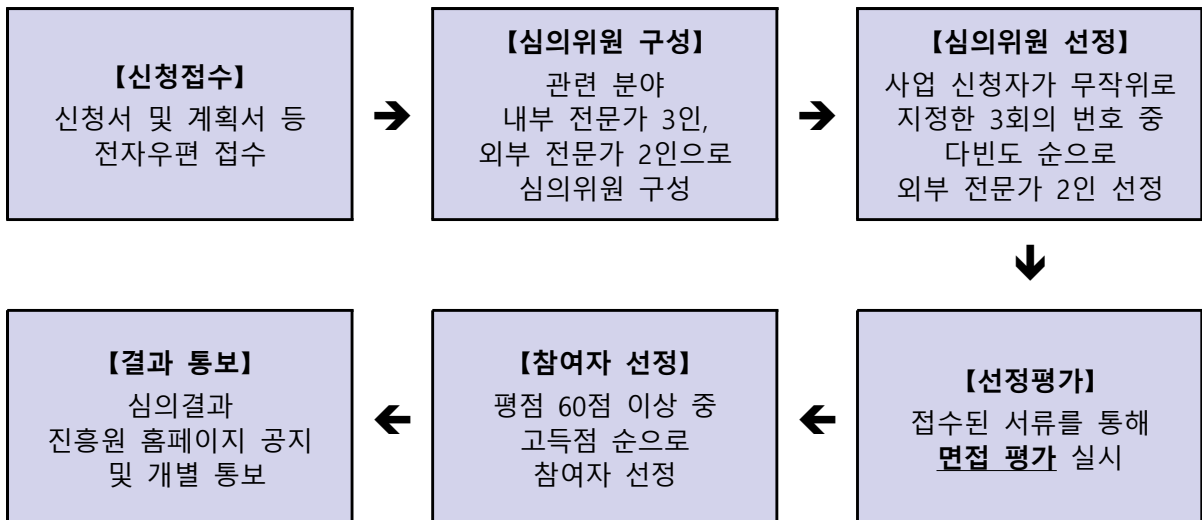 【신청접수】
신청서 및 계획서 등
전자우편 접수
【심의위원 구성】
관련 분야
내부 전문가 3인,
외부 전문가 2인으로
심의위원 구성
【심의위원 선정】
사업 신청자가 무작위로
지정한 3회의 번호 중
다빈도 순으로
외부 전문가 2인 선정
【선정평가】
접수된 서류를 통해
면접 평가 실시
【참여자 선정】
평점 60점 이상 중
고득점 순으로
참여자 선정
【결과 통보】
심의결과
진흥원 홈페이지 공지
및 개별 통보